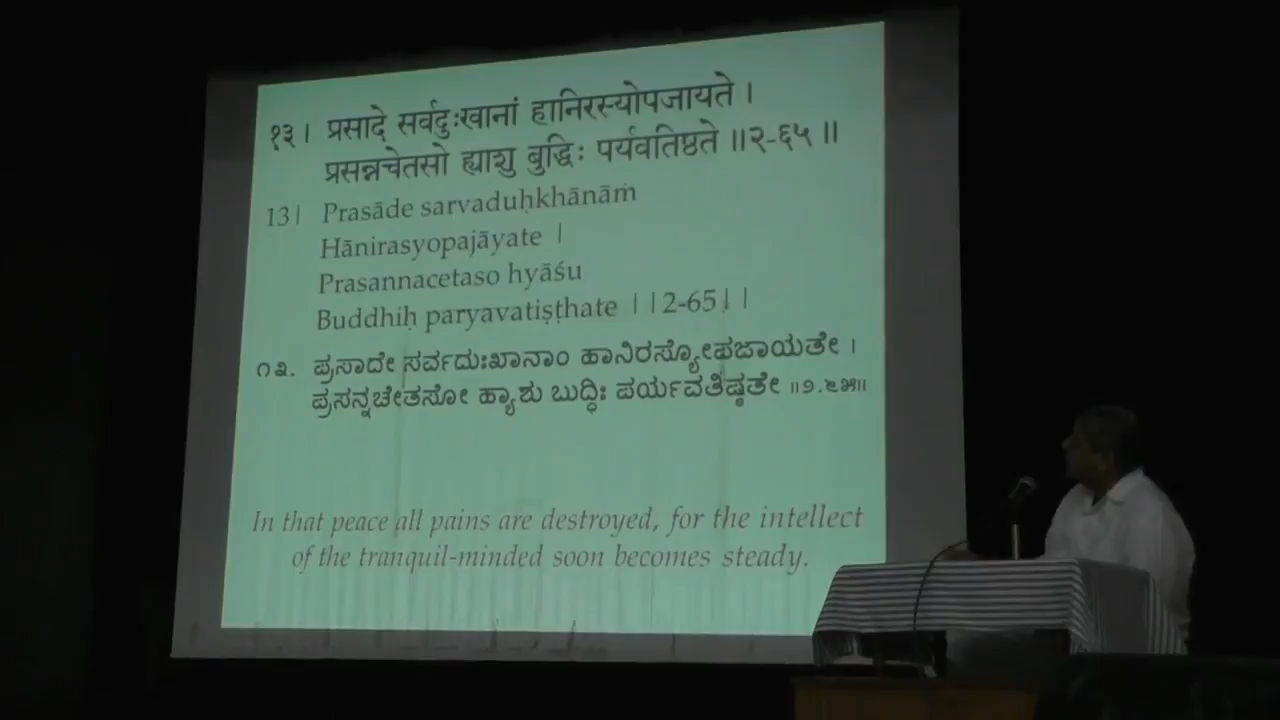 १३। प्रसादे सर्वदुःखानां हानिरस्योपजायते।
प्रसन्नचेतसो ह्याशु बुद्धिः पर्यवतिष्ठते॥२-६५॥
13| Prasāde sarvaduḥkhānāṁ
Hānirasyopajāyate |
Prasannacetaso hyāśu
Buddhiḥ paryavatiṣṭhate ||2-65||
೧೩. ಪ್ರಸಾದೇ ಸರ್ವದುಃಖಾನಾಂ ಹಾನಿರಸ್ಯೋಪಜಾಯತೇ।
ಪ್ರಸನ್ನಚೇತಸೋ ಹ್ಯಾಶು ಬುದ್ಧಿಃ ಪರ್ಯವತಿಷ್ಠತೇ॥೨.೬೫॥
In that peace all pains are destroyed, for the intellect
of the tranquil-minded soon becomes steady.